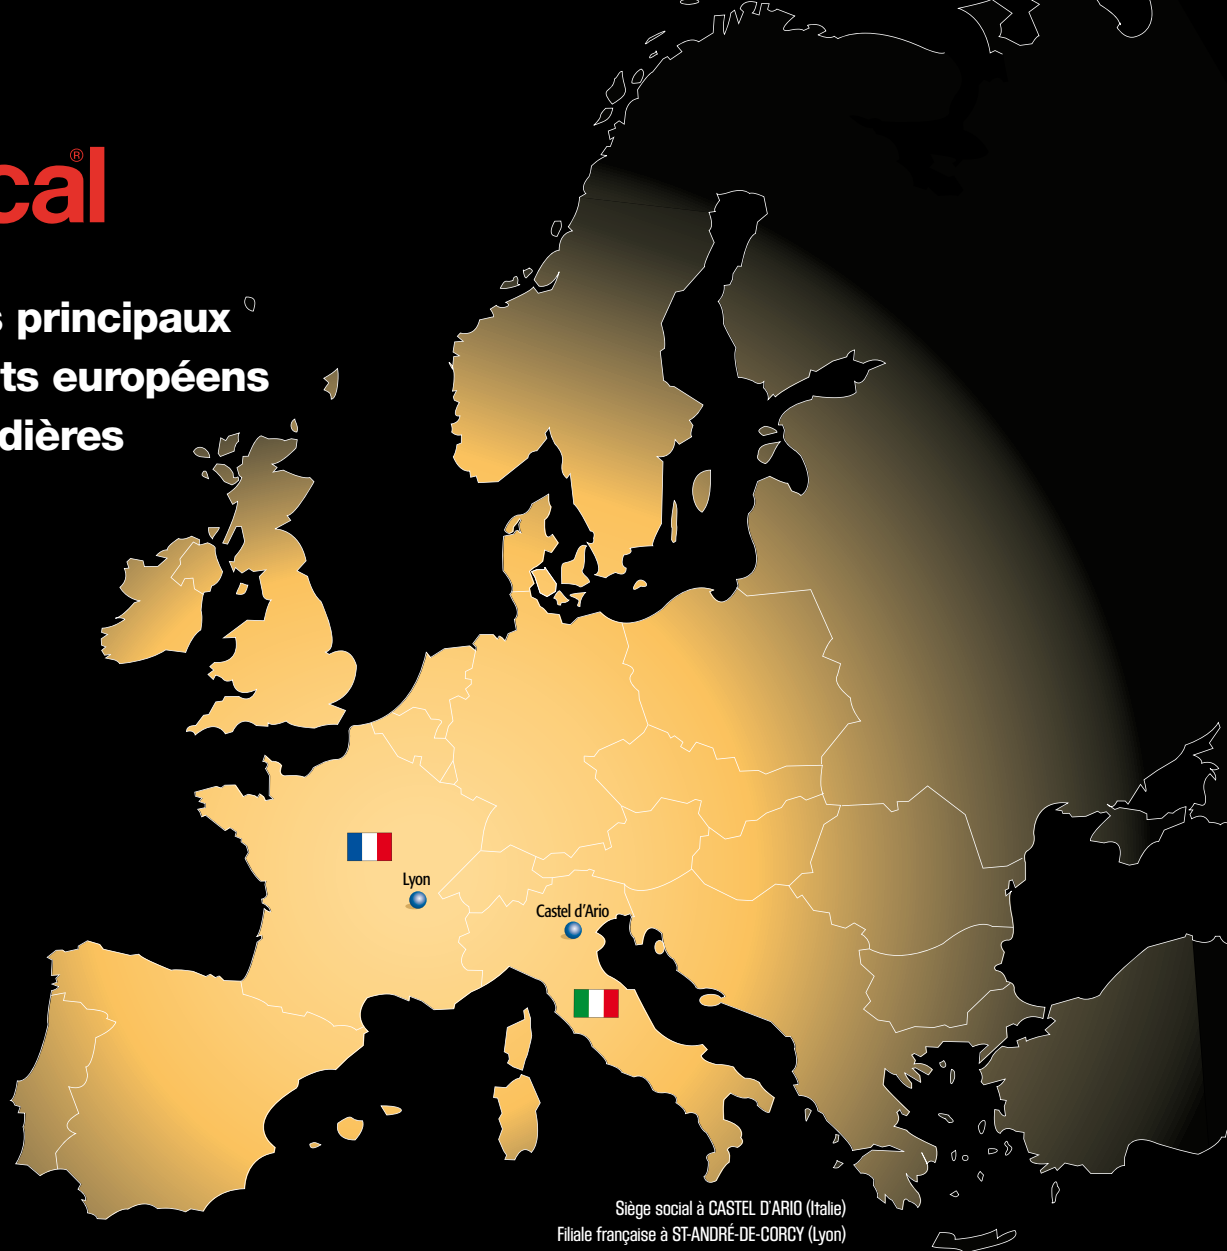 cal®
s principaux
ts européens
dières
Lyon
Castel d'Ario
Siège social à CASTEL D'ARIO (Italie)
Filiale française à ST-ANDRÉ-DE-CORCY (Lyon)